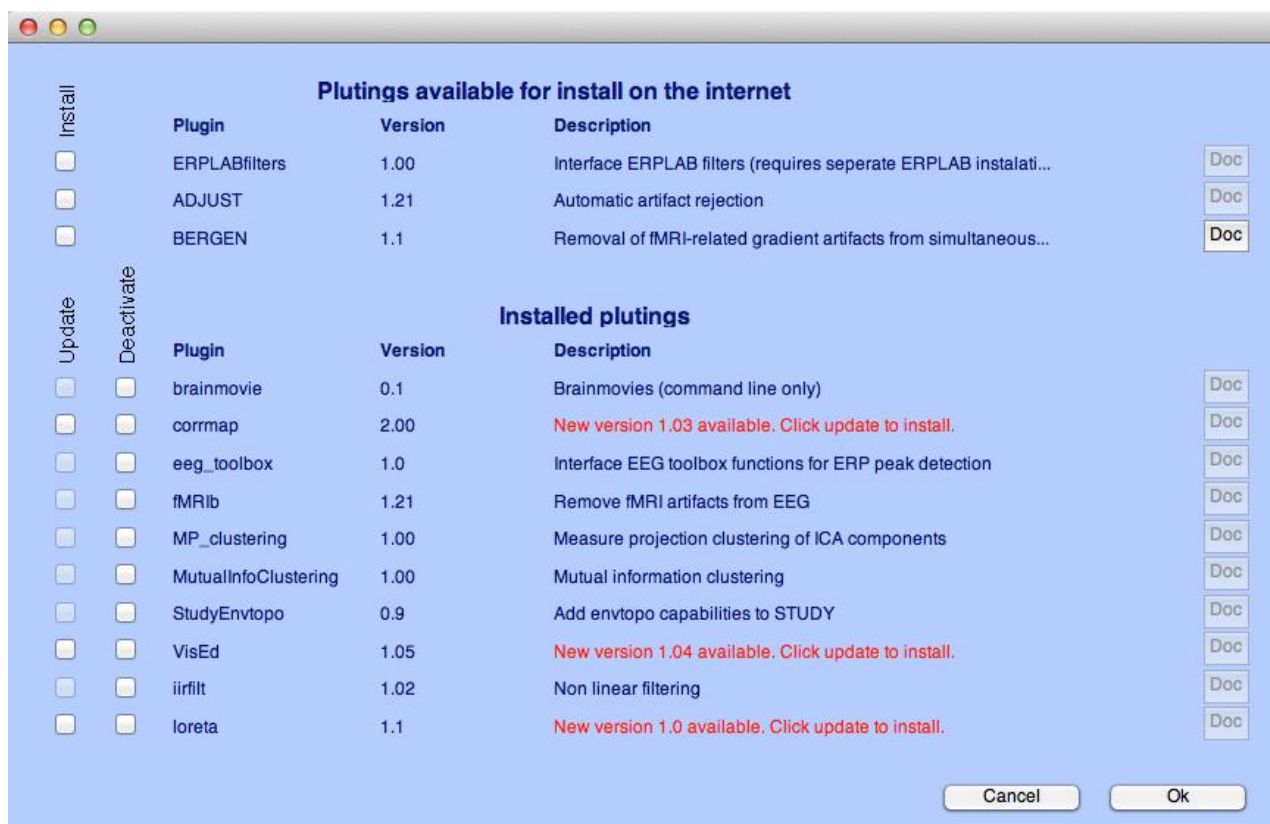 Install
Plutings available for install on the internet
Plugin Version Description
ERPLABfilters 1.00 Interface ERPLAB filters (requires seperate ERPLAB instalati... Doc
ADJUST 1.21 Automatic artifact rejection Doc
BERGEN 1.1 Removal of fMRI-related gradient artifacts from simultaneous... Doc
Update Deactivate
Installed plutings
Plugin Version Description
brainmovie 0.1 Brainmovies (command line only) Doc
corrmap 2.00 New version 1.03 available. Click update to install. Doc
eeg_toolbox 1.0 Interface EEG toolbox functions for ERP peak detection Doc
fMRIb 1.21 Remove fMRI artifacts from EEG Doc
MP_clustering 1.00 Measure projection clustering of ICA components Doc
MutualInfoClustering 1.00 Mutual information clustering Doc
StudyEnvtopo 0.9 Add envtopo capabilities to STUDY Doc
VisEd 1.05 New version 1.04 available. Click update to install. Doc
iirfilt 1.02 Non linear filtering Doc
loreta 1.1 New version 1.0 available. Click update to install. Doc
Cancel Ok